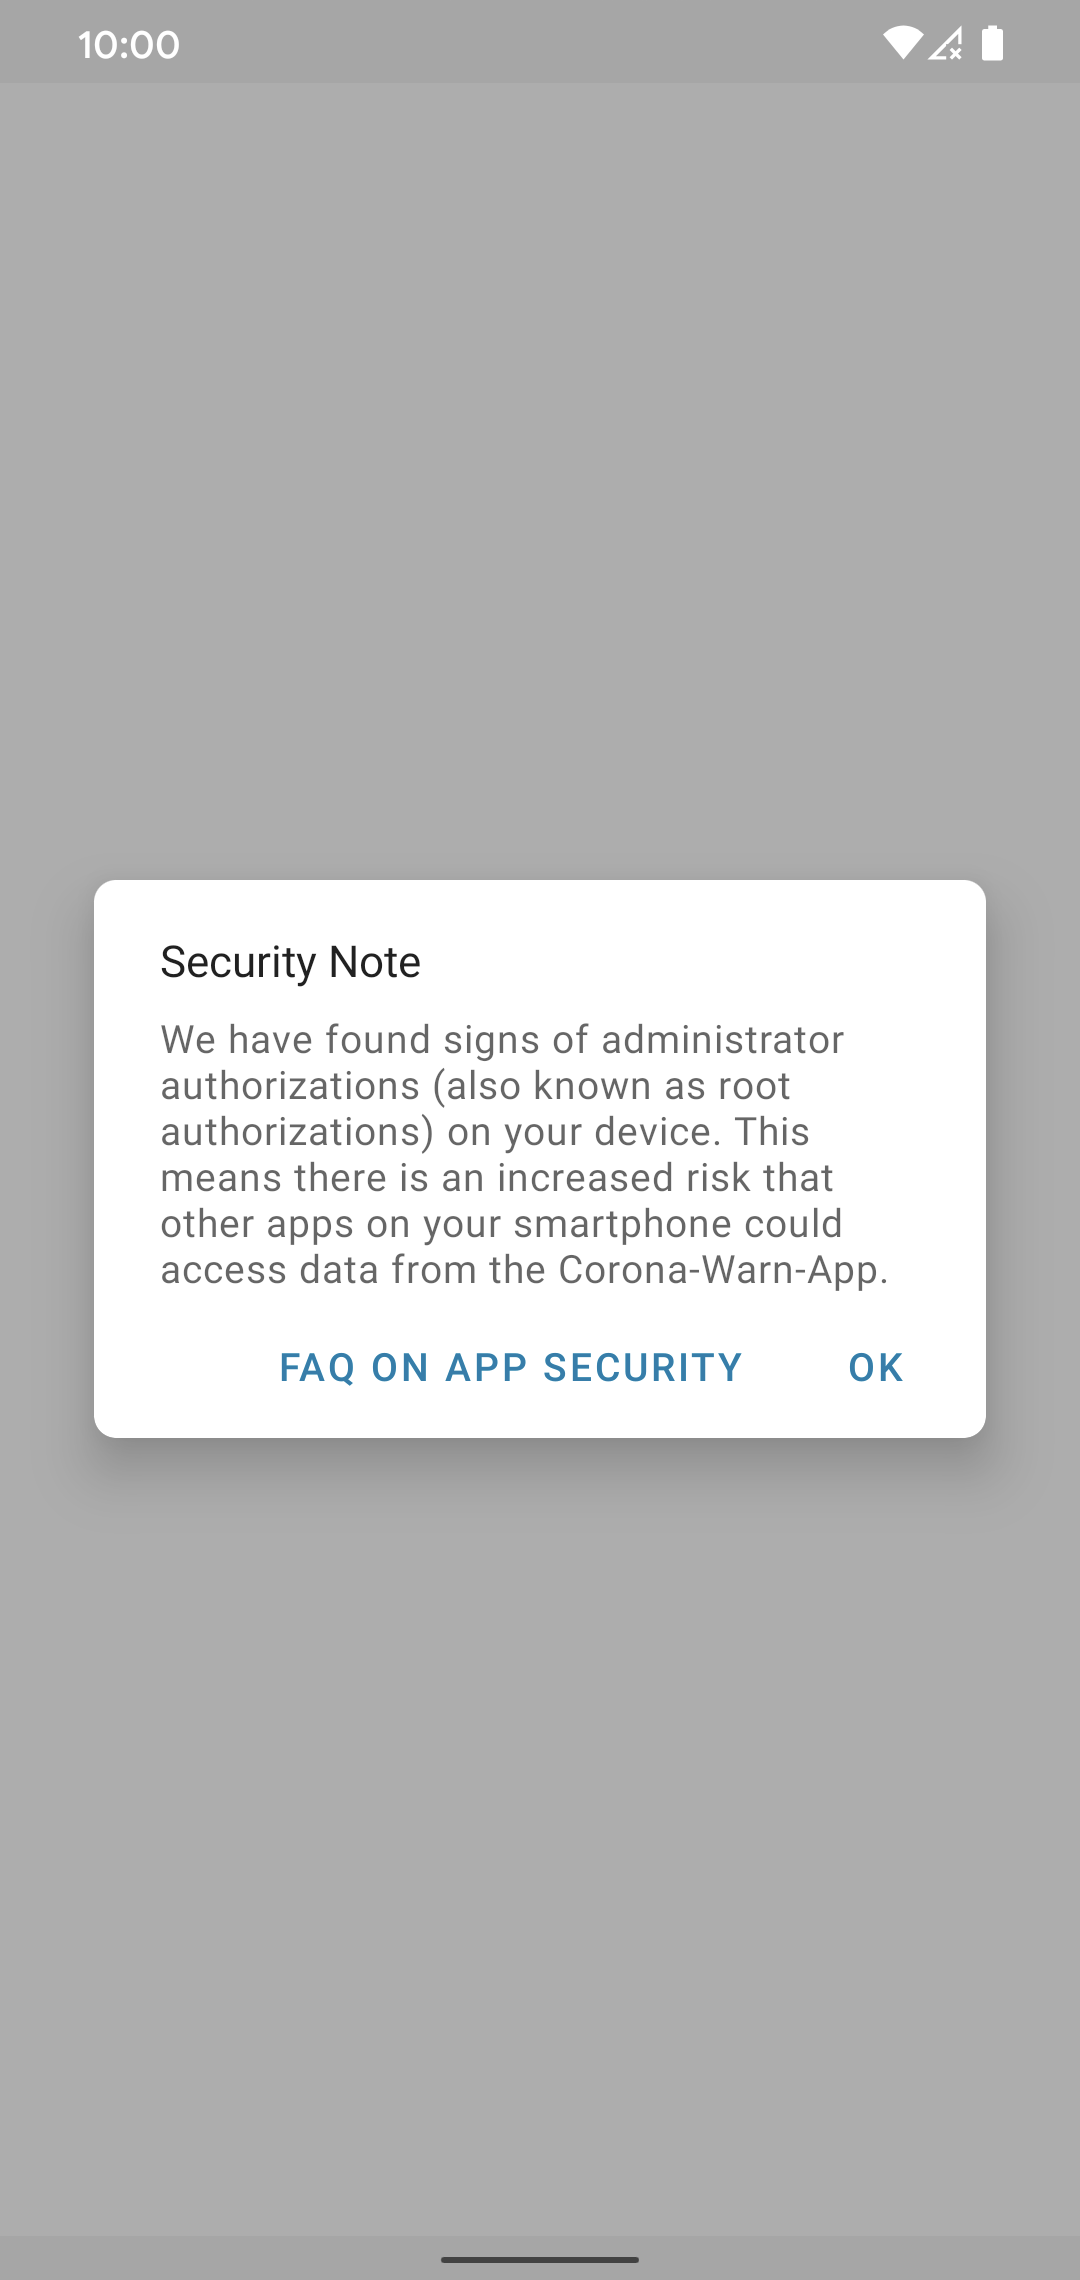 10:00
Security Note
We have found signs of administrator
authorizations (also known as root
authorizations) on your device. This
means there is an increased risk that
other apps on your smartphone could
access data from the Corona-Warn-App.
FAQ ON APP SECURITY OK